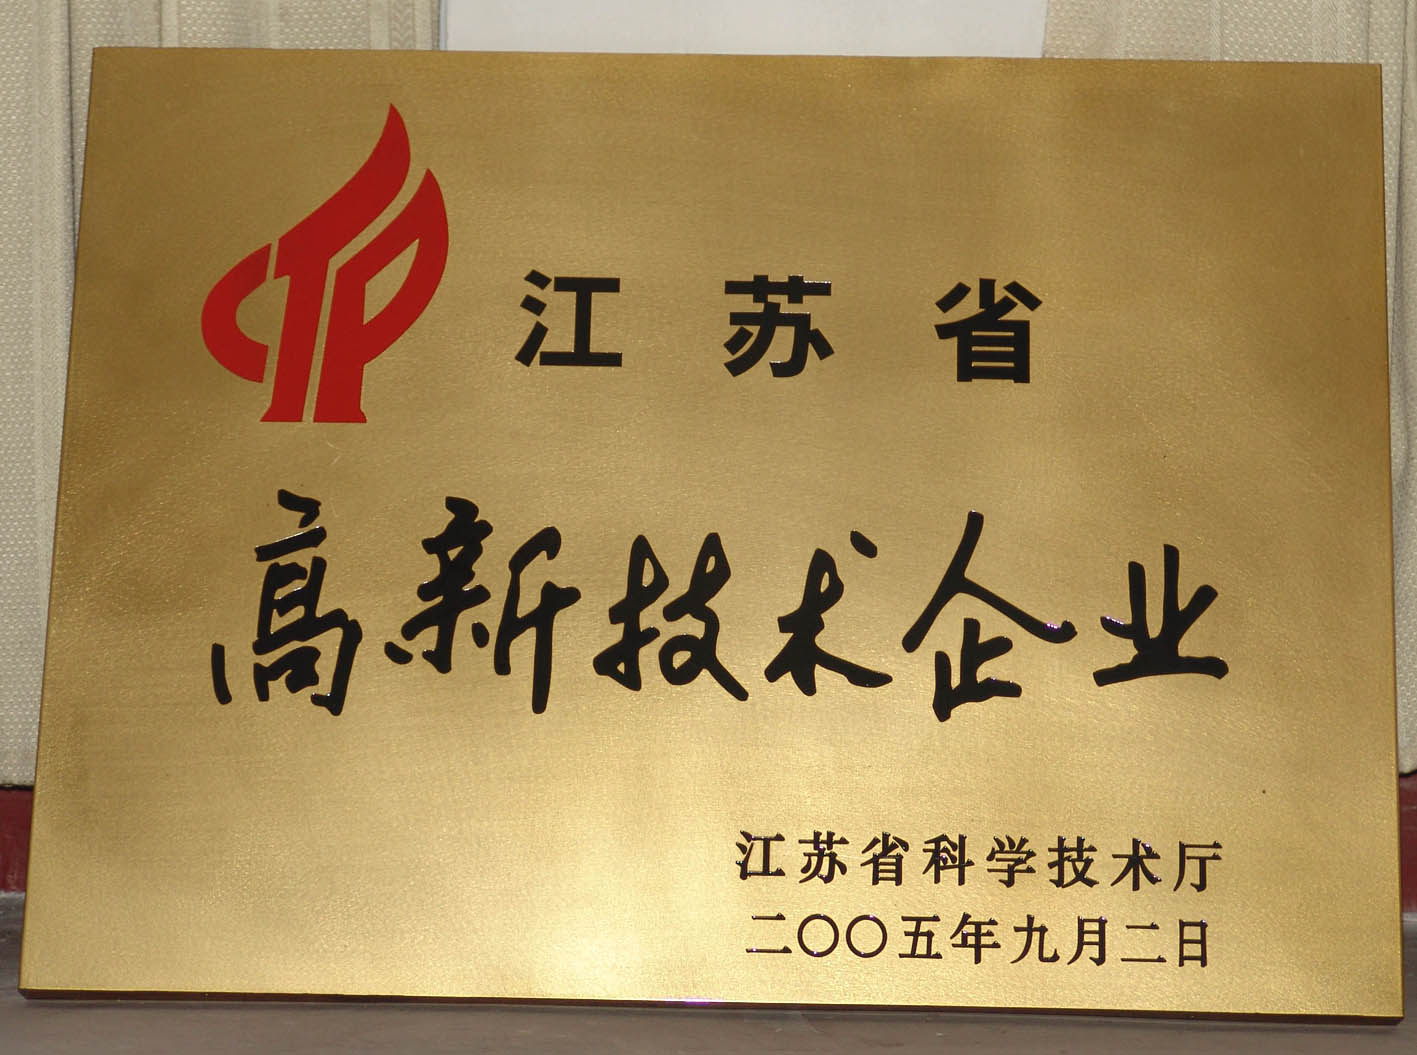 江苏省
高新技术企业
江苏省科学技术厅
二〇〇五年九月二日